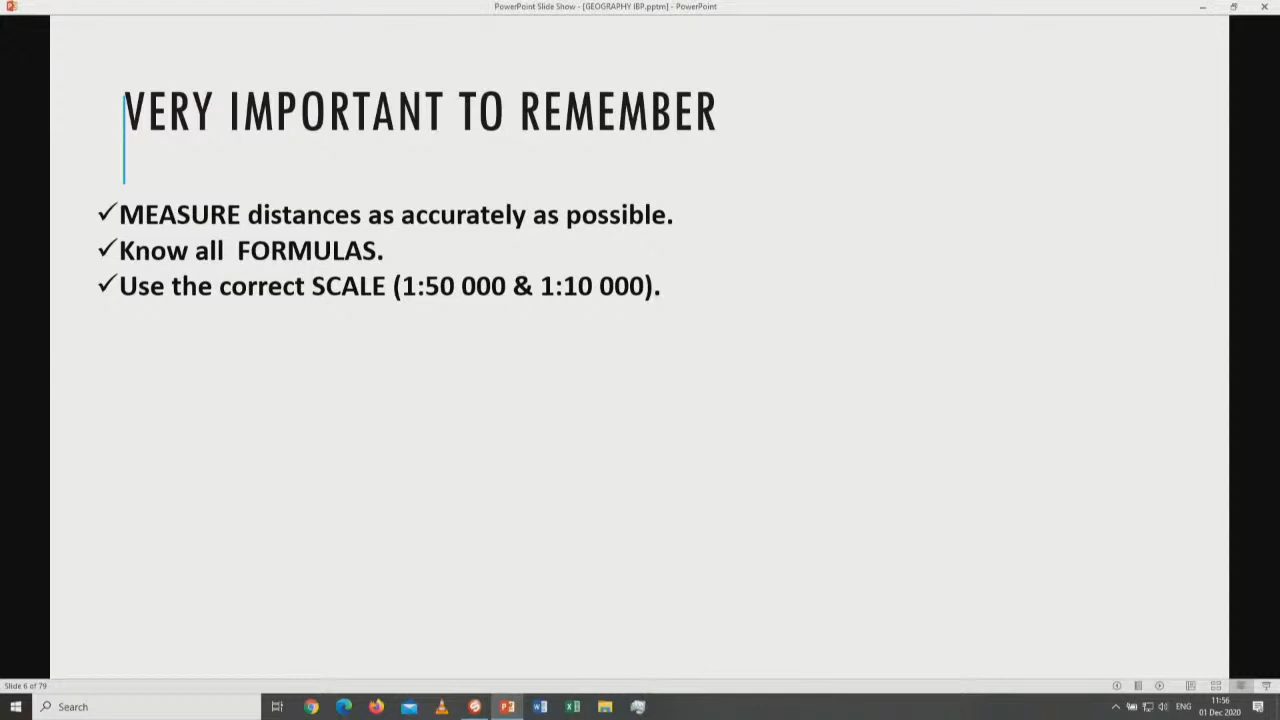 PowerPoint Slide Show - [GEOGRAPHY IBP.pptm] - PowerPoint
VERY IMPORTANT TO REMEMBER
✓MEASURE distances as accurately as possible.
✓Know all FORMULAS.
✓Use the correct SCALE (1:50 000 & 1:10 000).
Slide 6 of 79
Search
ENG
11:56
01 Dec 2020